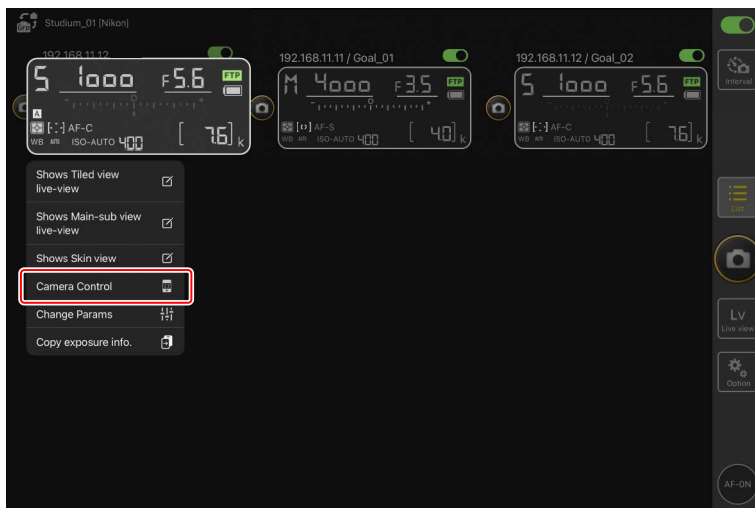 Grp
Studium_01 [Nikon]
192.168.11.12
S 1000 F5.6 FTP
A
[ ] AF-C
WB AUTO ISO-AUTO 400 [ 7.6] k
192.168.11.11 / Goal_01
M 4000 F3.5 FTP
AF-S
WB AUTO ISO-AUTO 400 [ 4.0] k
192.168.11.12 / Goal_02
S 1000 F5.6 FTP
[ ] AF-C
WB AUTO ISO-AUTO 400 [ 7.6] k
Shows Tiled view
live-view
Shows Main-sub view
live-view
Shows Skin view
Camera Control
Change Params
Copy exposure info.
Interval
List
LV
Live view
Option
AF-ON